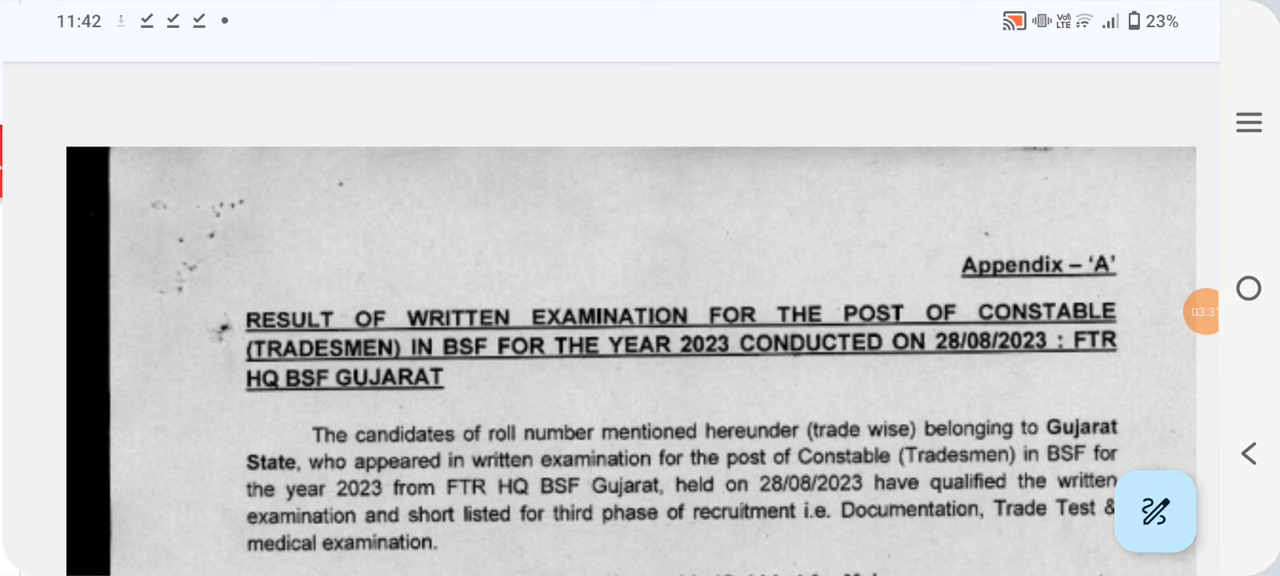 11:42
Vo) LTE
23%
Appendix – ‘A’
RESULT OF WRITTEN EXAMINATION FOR THE POST OF CONSTABLE
(TRADESMEN) IN BSF FOR THE YEAR 2023 CONDUCTED ON 28/08/2023 : FTR
HQ BSF GUJARAT
The candidates of roll number mentioned hereunder (trade wise) belonging to Gujarat
State, who appeared in written examination for the post of Constable (Tradesmen) in BSF for
the year 2023 from FTR HQ BSF Gujarat, held on 28/08/2023 have qualified the written
examination and short listed for third phase of recruitment i.e. Documentation, Trade Test &
medical examination.